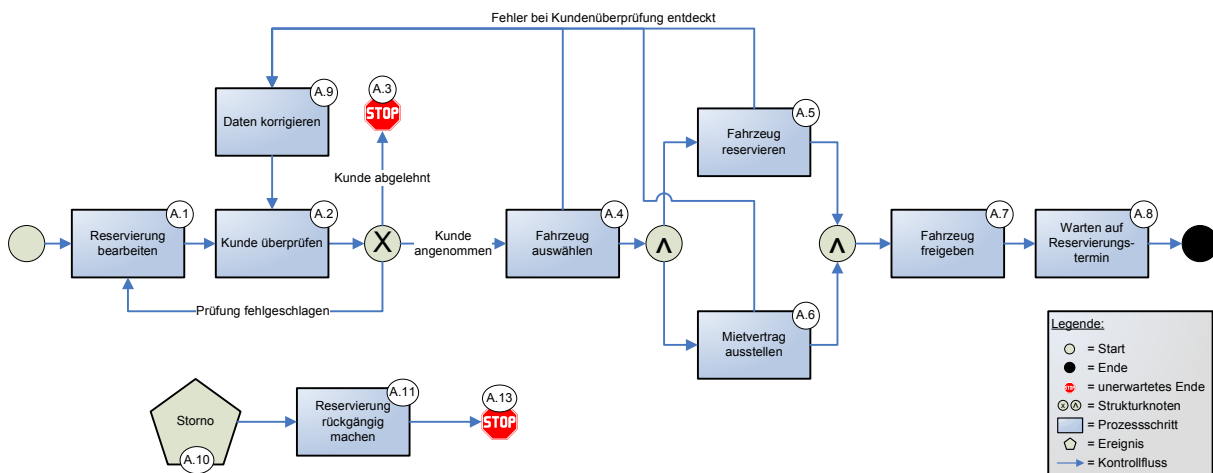 Fehler bei Kundenüberprüfung entdeckt
A.9
Daten korrigieren
A.3
STOP
Kunde abgelehnt
A.5
Fahrzeug
reservieren
A.1
Reservierung
bearbeiten
A.2
Kunde überprüfen
X
Kunde
angenommen
A.4
Fahrzeug
auswählen
ʌ
ʌ
A.7
Fahrzeug
freigeben
A.8
Warten auf
Reservierungs-
termin
Prüfung fehlgeschlagen
A.6
Mietvertrag
ausstellen
Storno
A.10
A.11
Reservierung
rückgängig
machen
A.13
STOP
Legende:
= Start
= Ende
STOP = unerwartetes Ende
X ʌ = Strukturknoten
= Prozessschritt
= Ereignis
= Kontrollfluss